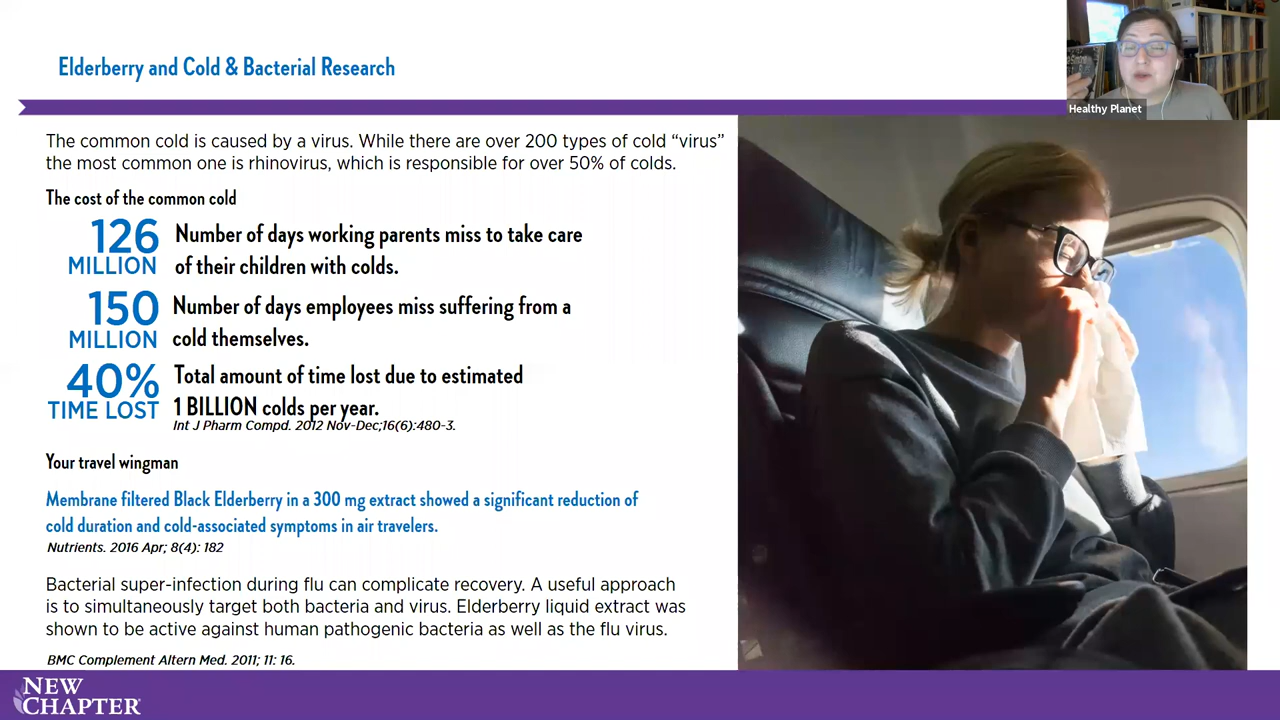 Elderberry and Cold & Bacterial Research
Healthy Planet
The common cold is caused by a virus. While there are over 200 types of cold “virus”
the most common one is rhinovirus, which is responsible for over 50% of colds.
The cost of the common cold
126
MILLION
Number of days working parents miss to take care
of their children with colds.
150
MILLION
Number of days employees miss suffering from a
cold themselves.
40%
TIME LOST
Total amount of time lost due to estimated
1 BILLION colds per year.
Int J Pharm Compd. 2012 Nov-Dec;16(6):480-3.
Your travel wingman
Membrane filtered Black Elderberry in a 300 mg extract showed a significant reduction of
cold duration and cold-associated symptoms in air travelers.
Nutrients. 2016 Apr; 8(4): 182
Bacterial super-infection during flu can complicate recovery. A useful approach
is to simultaneously target both bacteria and virus. Elderberry liquid extract was
shown to be active against human pathogenic bacteria as well as the flu virus.
BMC Complement Altern Med. 2011; 11: 16.
NEW
CHAPTER